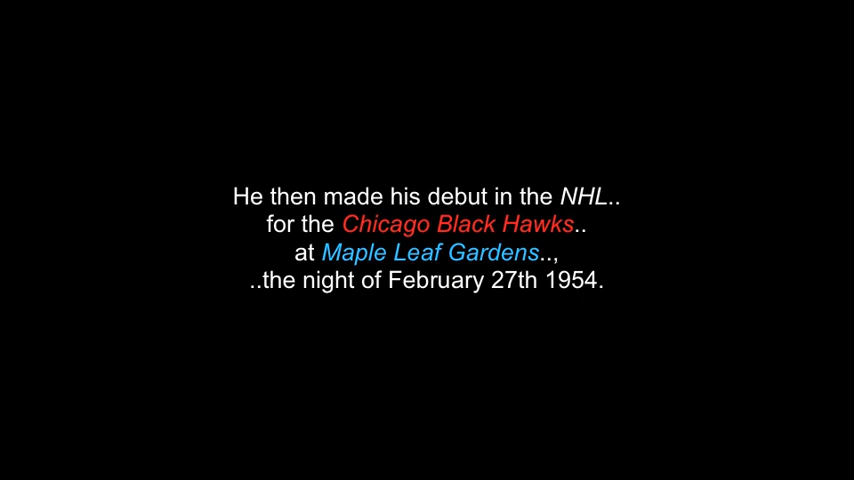 He then made his debut in the NHL..
for the Chicago Black Hawks..
at Maple Leaf Gardens..,
..the night of February 27th 1954.